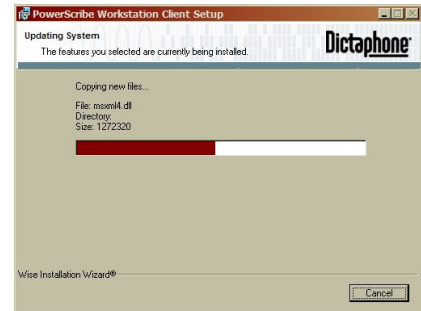 PowerScribe Workstation Client Setup
Updating System
The features you selected are currently being installed.
Dictaphone®
Copying new files...
File: msxml4.dll
Directory:
Size: 1272320
Wise Installation Wizard®
Cancel